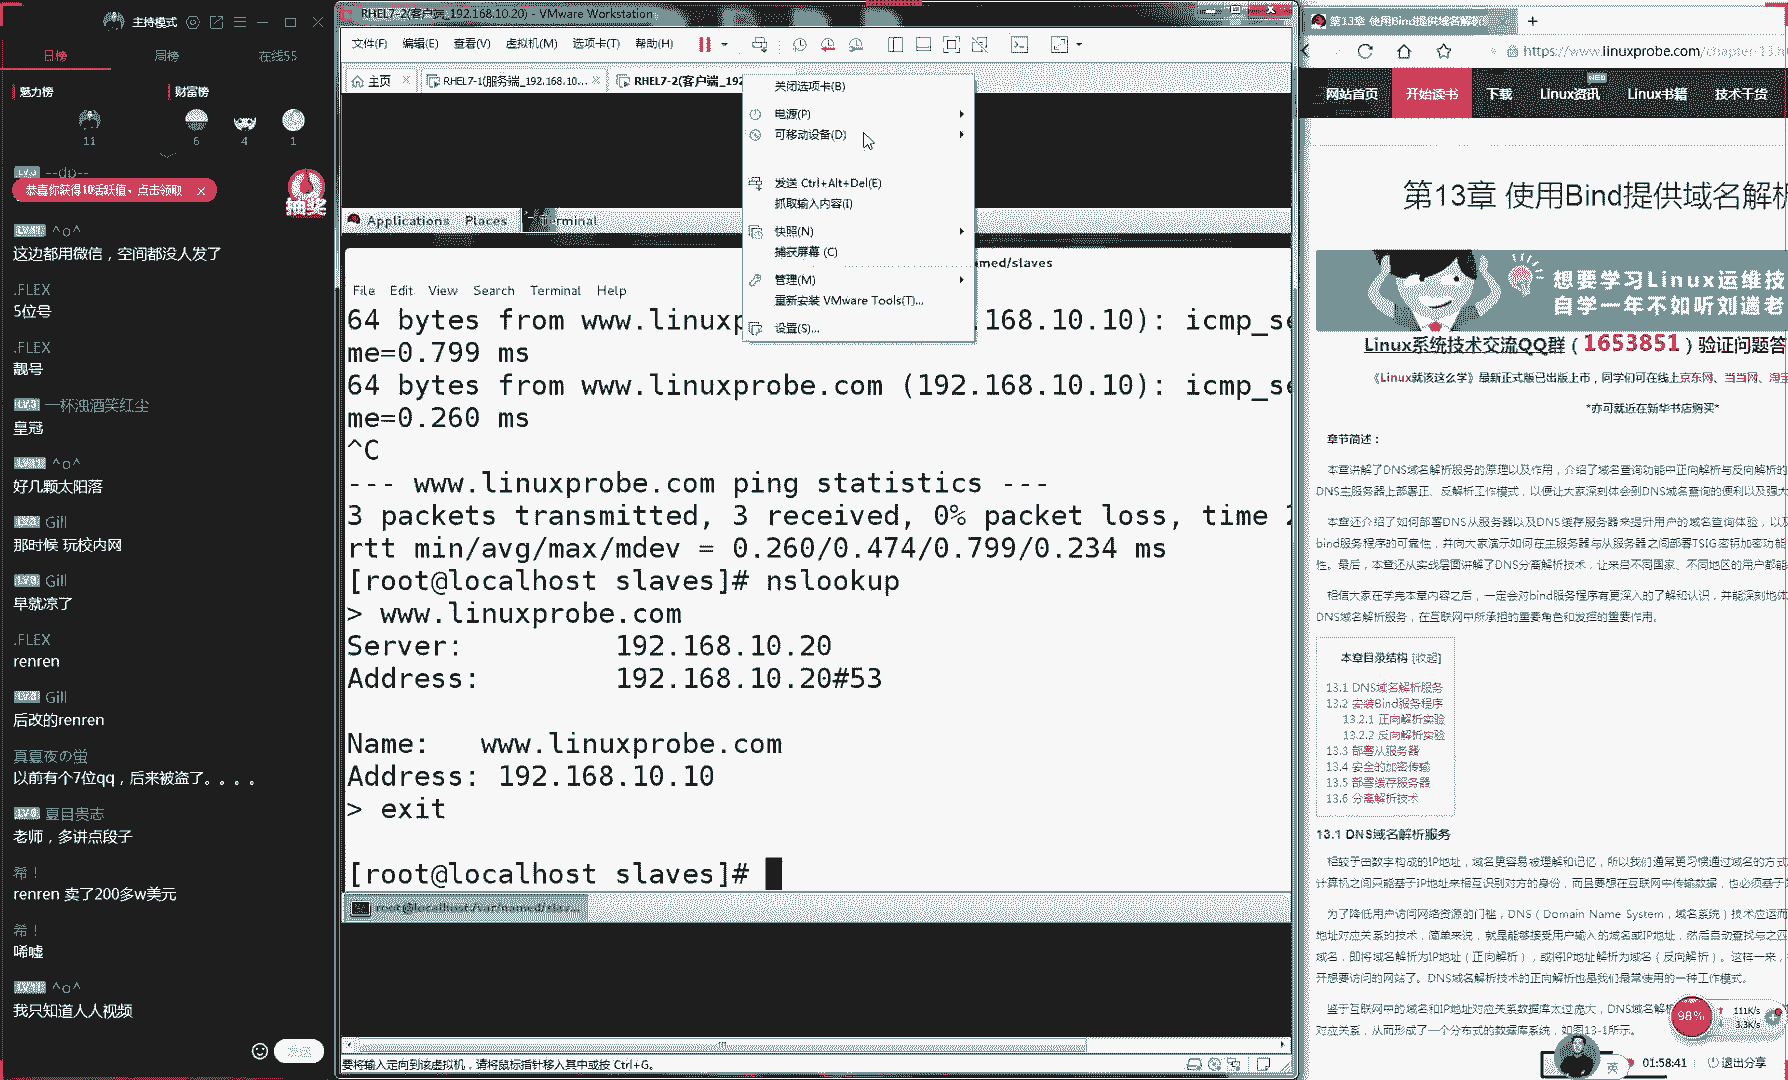 主持模式
日榜
周榜
在线55
魅力榜
财富榜
11
6
4
1
恭喜你获得10活跃值，点击领取
抽奖
^o^
这边都用微信，空间都没人发了
.FLEX
5位号
.FLEX
靓号
一杯浊酒笑红尘
皇冠
^o^
好几颗太阳落
Gill
那时候 玩校内网
Gill
早就凉了
.FLEX
renren
Gill
后改的renren
真夏夜の蛍
以前有个7位qq，后来被盗了。。。。
夏目贵志
老师，多讲点段子
希！
renren 卖了200多w美元
希！
唏嘘
^o^
我只知道人人视频
发送
RHEL7-2(客户端_192.168.10.20) - VMware Workstation
文件(F) 编辑(E) 查看(V) 虚拟机(M) 选项卡(T) 帮助(H)
主页
RHEL7-1(服务端_192.168.10...
RHEL7-2(客户端_192
关闭选项卡(B)
电源(P)
可移动设备(D)
发送 Ctrl+Alt+Del(E)
抓取输入内容(I)
快照(N)
捕获屏幕 (C)
管理(M)
重新安装 VMware Tools(T)...
设置(S)...
Applications Places Terminal
med/slaves
File Edit View Search Terminal Help
64 bytes from www.linuxp .168.10.10): icmp_se
me=0.799 ms
64 bytes from www.linuxprobe.com (192.168.10.10): icmp_se
me=0.260 ms
^C
--- www.linuxprobe.com ping statistics ---
3 packets transmitted, 3 received, 0% packet loss, time 2
rtt min/avg/max/mdev = 0.260/0.474/0.799/0.234 ms
[root@localhost slaves]# nslookup
> www.linuxprobe.com
Server: 192.168.10.20
Address: 192.168.10.20#53
Name: www.linuxprobe.com
Address: 192.168.10.10
> exit
[root@localhost slaves]#
root@localhost:/var/named/slav...
要将输入定向到该虚拟机，请将鼠标指针移入其中或按 Ctrl+G。
第13章 使用Bind提供域名解析
https://www.linuxprobe.com/chapter-13.h
网站首页 开始读书 下载 Linux资讯 Linux书籍 技术干货
NEW
第13章 使用Bind提供域名解析
想要学习Linux运维技
自学一年不如听刘遄老
Linux系统技术交流QQ群（1653851）验证问题答
《Linux就该这么学》最新正式版已出版上市，同学们可在线上京东网、当当网、淘宝
*亦可就近在新华书店购买*
章节简述：
本章讲解了DNS域名解析服务的原理以及作用，介绍了域名查询功能中正向解析与反向解析的
DNS主服务器上部署正、反解析工作模式，以便让大家深刻体会到DNS域名查询的便利以及强大
本章还介绍了如何部署DNS从服务器以及DNS缓存服务器来提升用户的域名查询体验，以及
bind服务程序的可靠性，并向大家演示如何在主服务器与从服务器之间部署TSIG密钥加密功能
性。最后，本章还从实战层面讲解了DNS分离解析技术，让来自不同国家、不同地区的用户都能
相信大家在学完本章内容之后，一定会对bind服务程序有更深入的了解和认识，并能深刻地体
DNS域名解析服务，在互联网中所承担的重要角色和发挥的重要作用。
本章目录结构 [收起]
13.1 DNS域名解析服务
13.2 安装Bind服务程序
13.2.1 正向解析实验
13.2.2 反向解析实验
13.3 部署从服务器
13.4 安全的加密传输
13.5 部署缓存服务器
13.6 分离解析技术
13.1 DNS域名解析服务
相较于由数字构成的IP地址，域名更容易被理解和记忆，所以我们通常更习惯通过域名的方式
计算机之间只能基于IP地址来相互识别对方的身份，而且要想在互联网中传输数据，也必须基于
为了降低用户访问网络资源的门槛，DNS（Domain Name System，域名系统）技术应运而
地址对应关系的技术，简单来说，就是能够接受用户输入的域名或IP地址，然后自动查找与之匹
域名，即将域名解析为IP地址（正向解析），或将IP地址解析为域名（反向解析）。这样一来，
开想要访问的网站了。DNS域名解析技术的正向解析也是我们最常使用的一种工作模式。
鉴于互联网中的域名和IP地址对应关系数据库太过庞大，DNS域名解析
对应关系，从而形成了一个分布式的数据库系统，如图13-1所示。
98%
111K/s
3.3K/s
英
01:58:41
退出分享